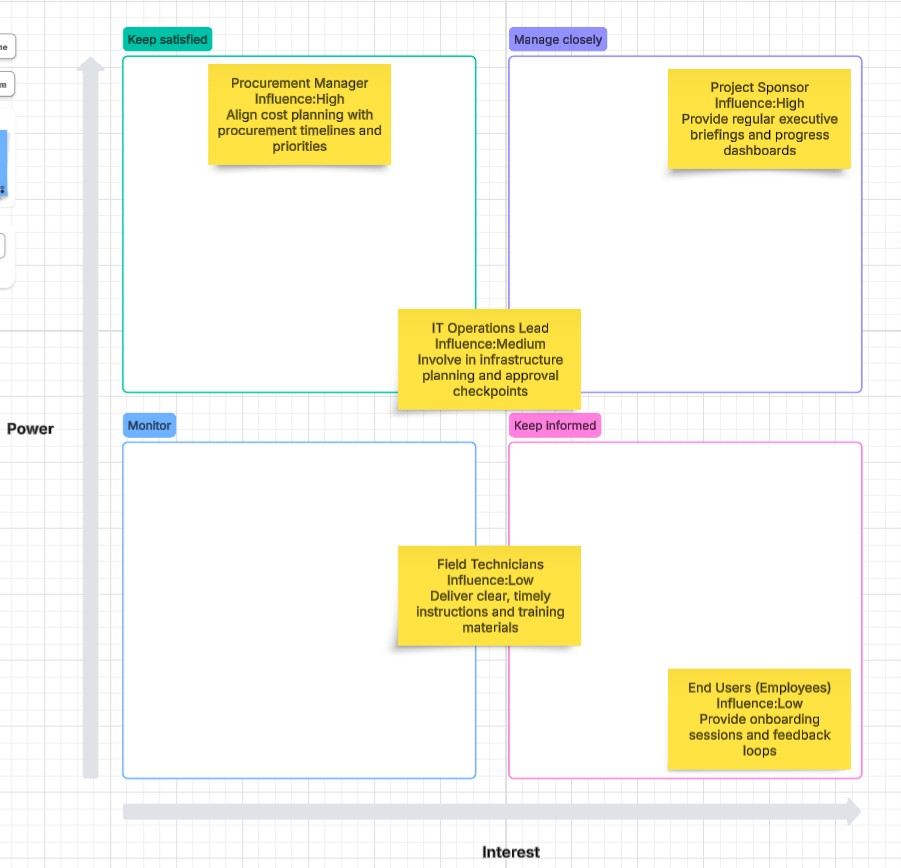 Keep satisfied
Manage closely
Procurement Manager
Influence:High
Align cost planning with
procurement timelines and
priorities
Project Sponsor
Influence:High
Provide regular executive
briefings and progress
dashboards
IT Operations Lead
Influence:Medium
Involve in infrastructure
planning and approval
checkpoints
Power
Monitor
Keep informed
Field Technicians
Influence:Low
Deliver clear, timely
instructions and training
materials
End Users (Employees)
Influence:Low
Provide onboarding
sessions and feedback
loops
Interest